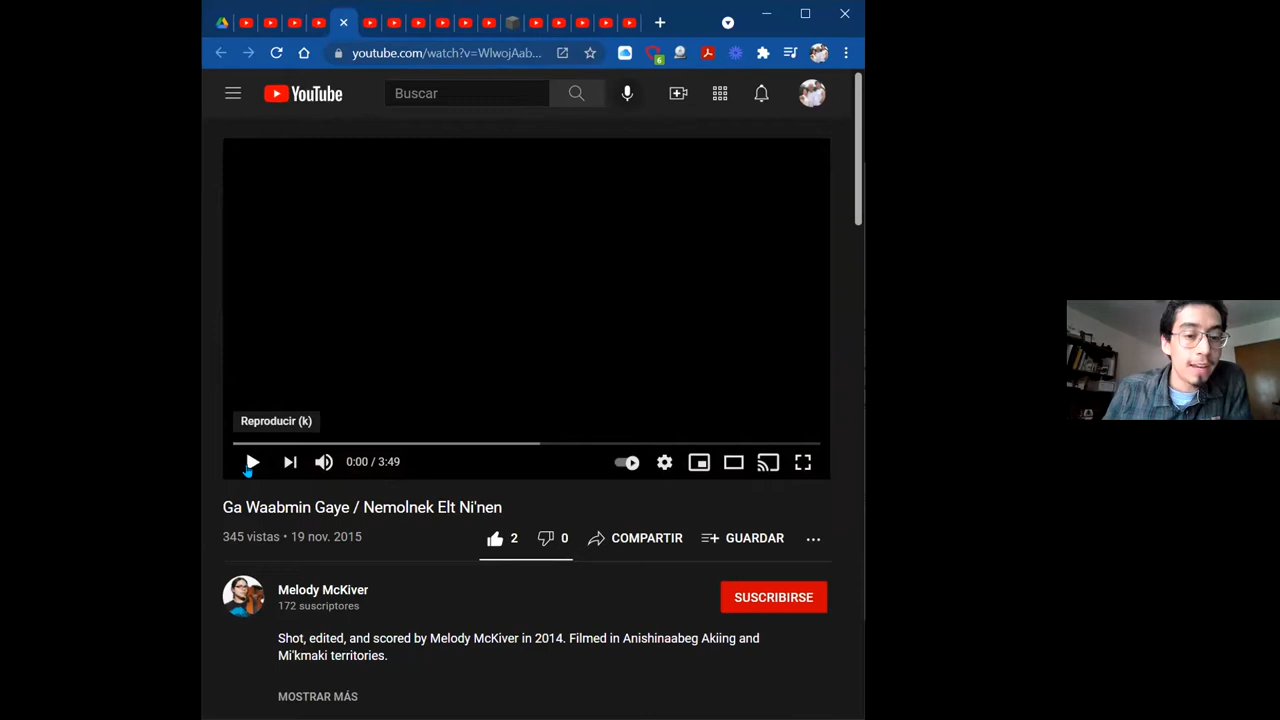 youtube.com/watch?v=WlwojAab...
6
YouTube
Buscar
Reproducir (k)
0:00 / 3:49
Ga Waabmin Gaye / Nemolnek Elt Ni'nen
345 vistas • 19 nov. 2015
2
0
COMPARTIR
GUARDAR
Melody McKiver
172 suscriptores
SUSCRIBIRSE
Shot, edited, and scored by Melody McKiver in 2014. Filmed in Anishinaabeg Akiing and
Mi'kmaki territories.
MOSTRAR MÁS